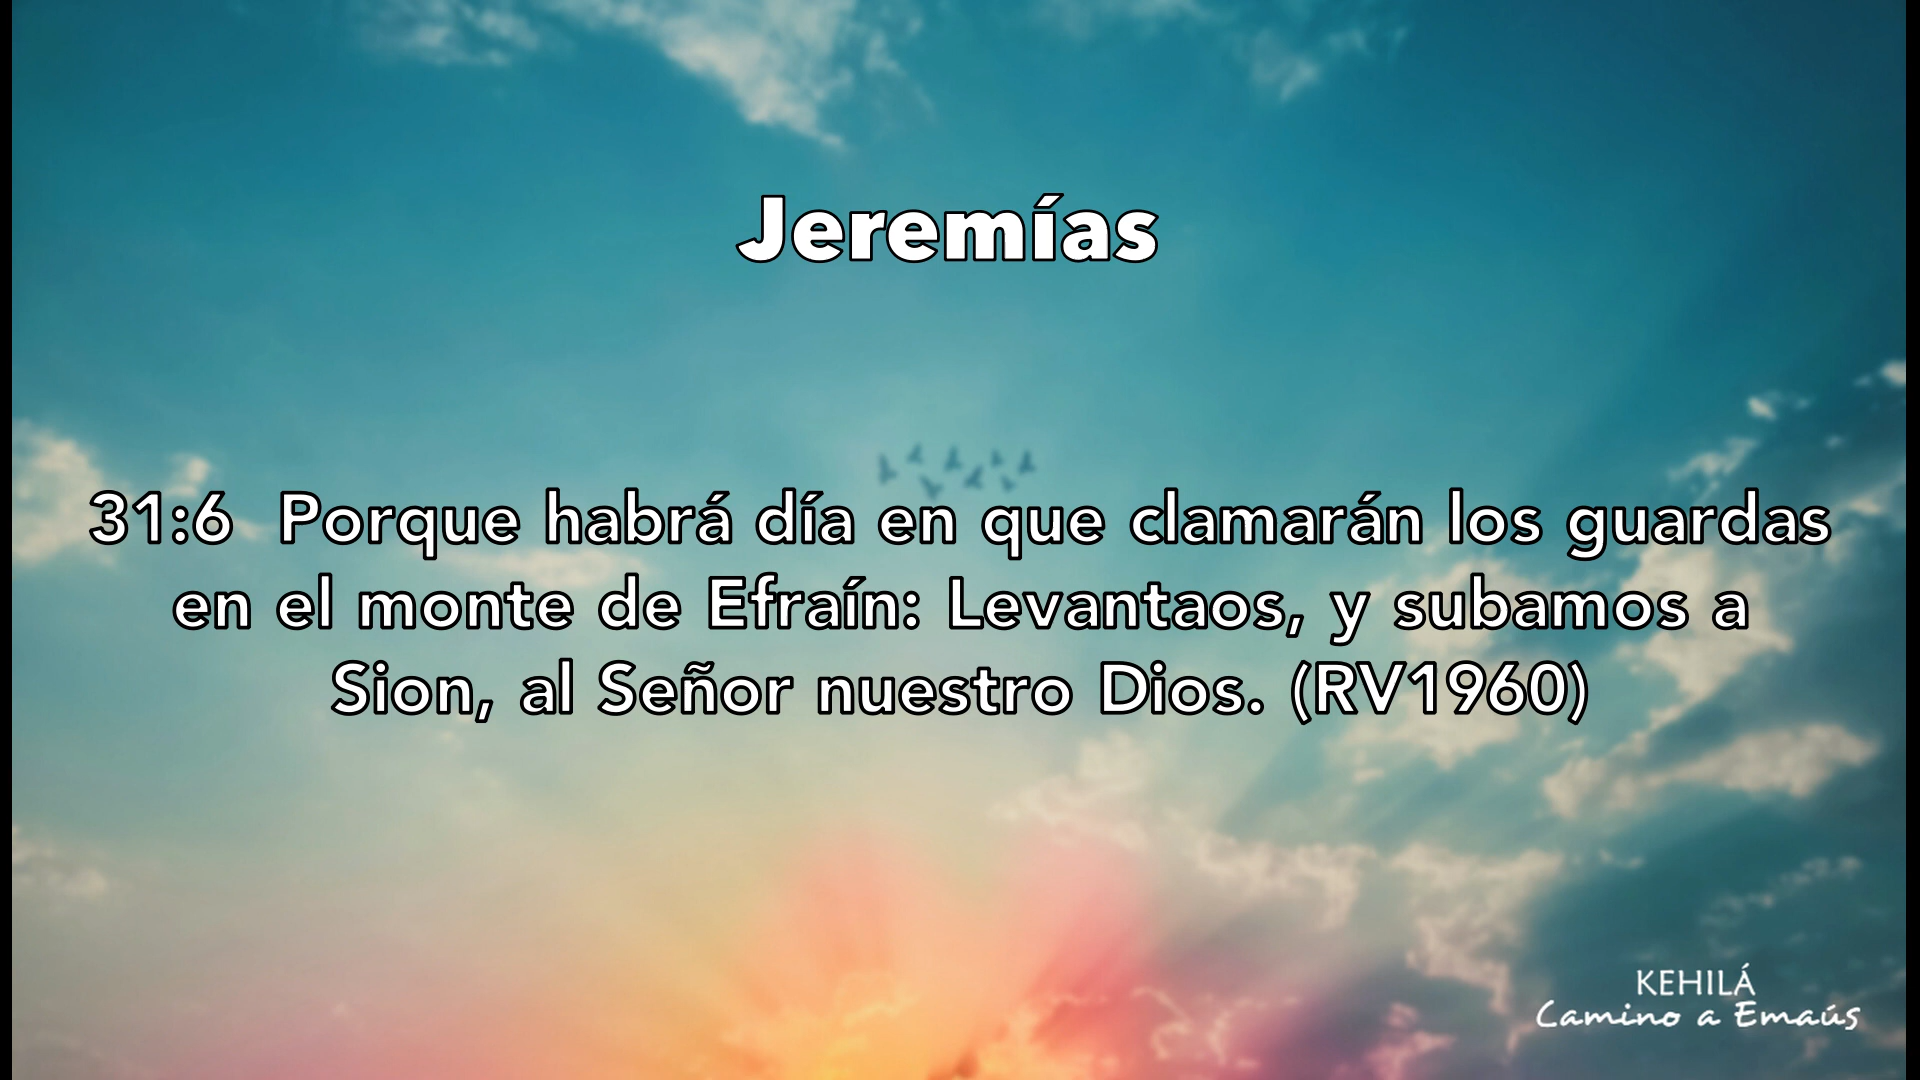 Jeremías
31:6  Porque habrá día en que clamarán los guardas
en el monte de Efraín: Levantaos, y subamos a
Sion, al Señor nuestro Dios. (RV1960)
KEHILÁ
Camino a Emaús